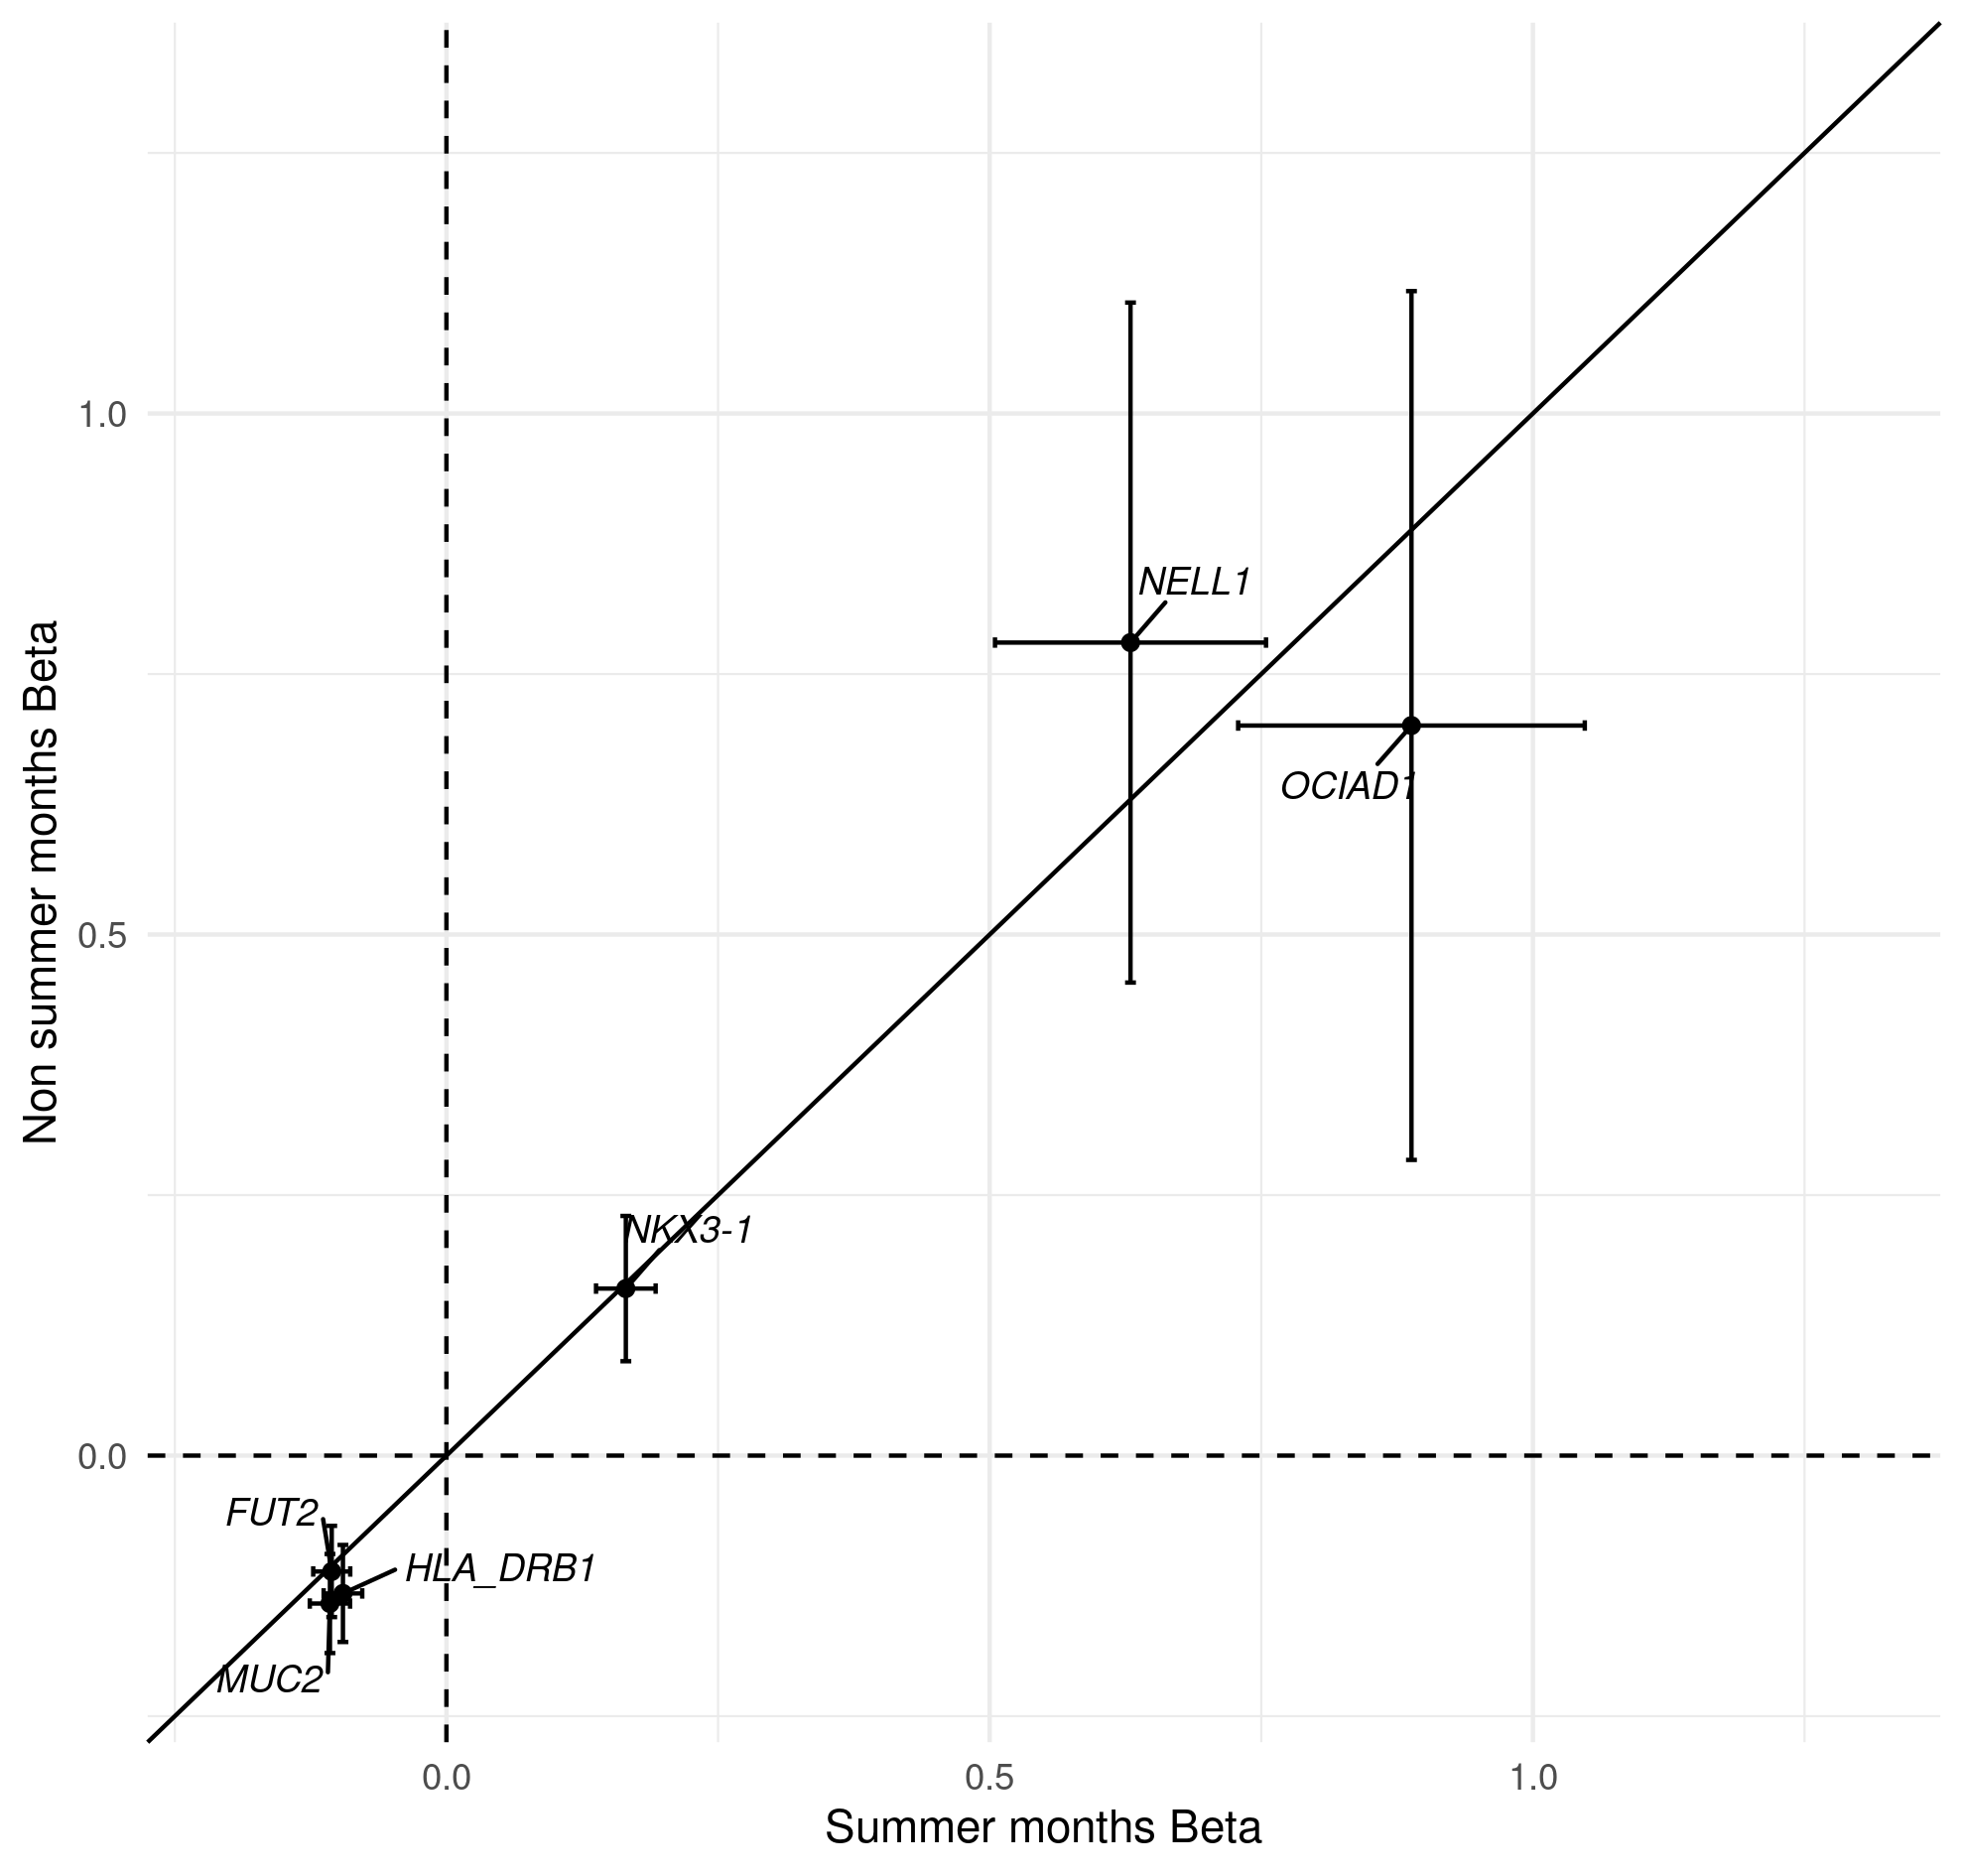 1.0
0.5
0.0
Non summer months Beta
NELL1
OCIAD1
NKX3-1
FUT2
HLA_DRB1
MUC2
0.0 0.5 1.0
Summer months Beta